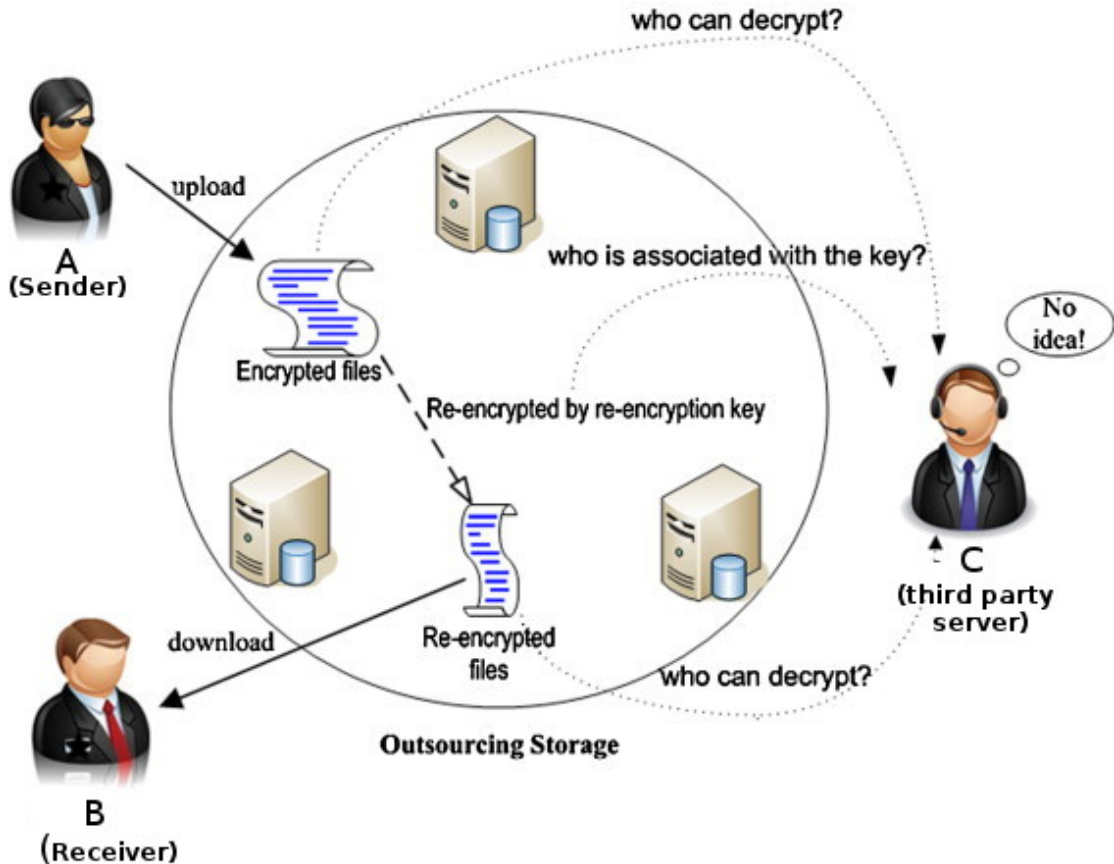 who can decrypt?
upload
A
(Sender)
who is associated with the key?
No
idea!
Encrypted files
Re-encrypted by re-encryption key
C
(third party
server)
download
Re-encrypted
files
who can decrypt?
Outsourcing Storage
B
(Receiver)